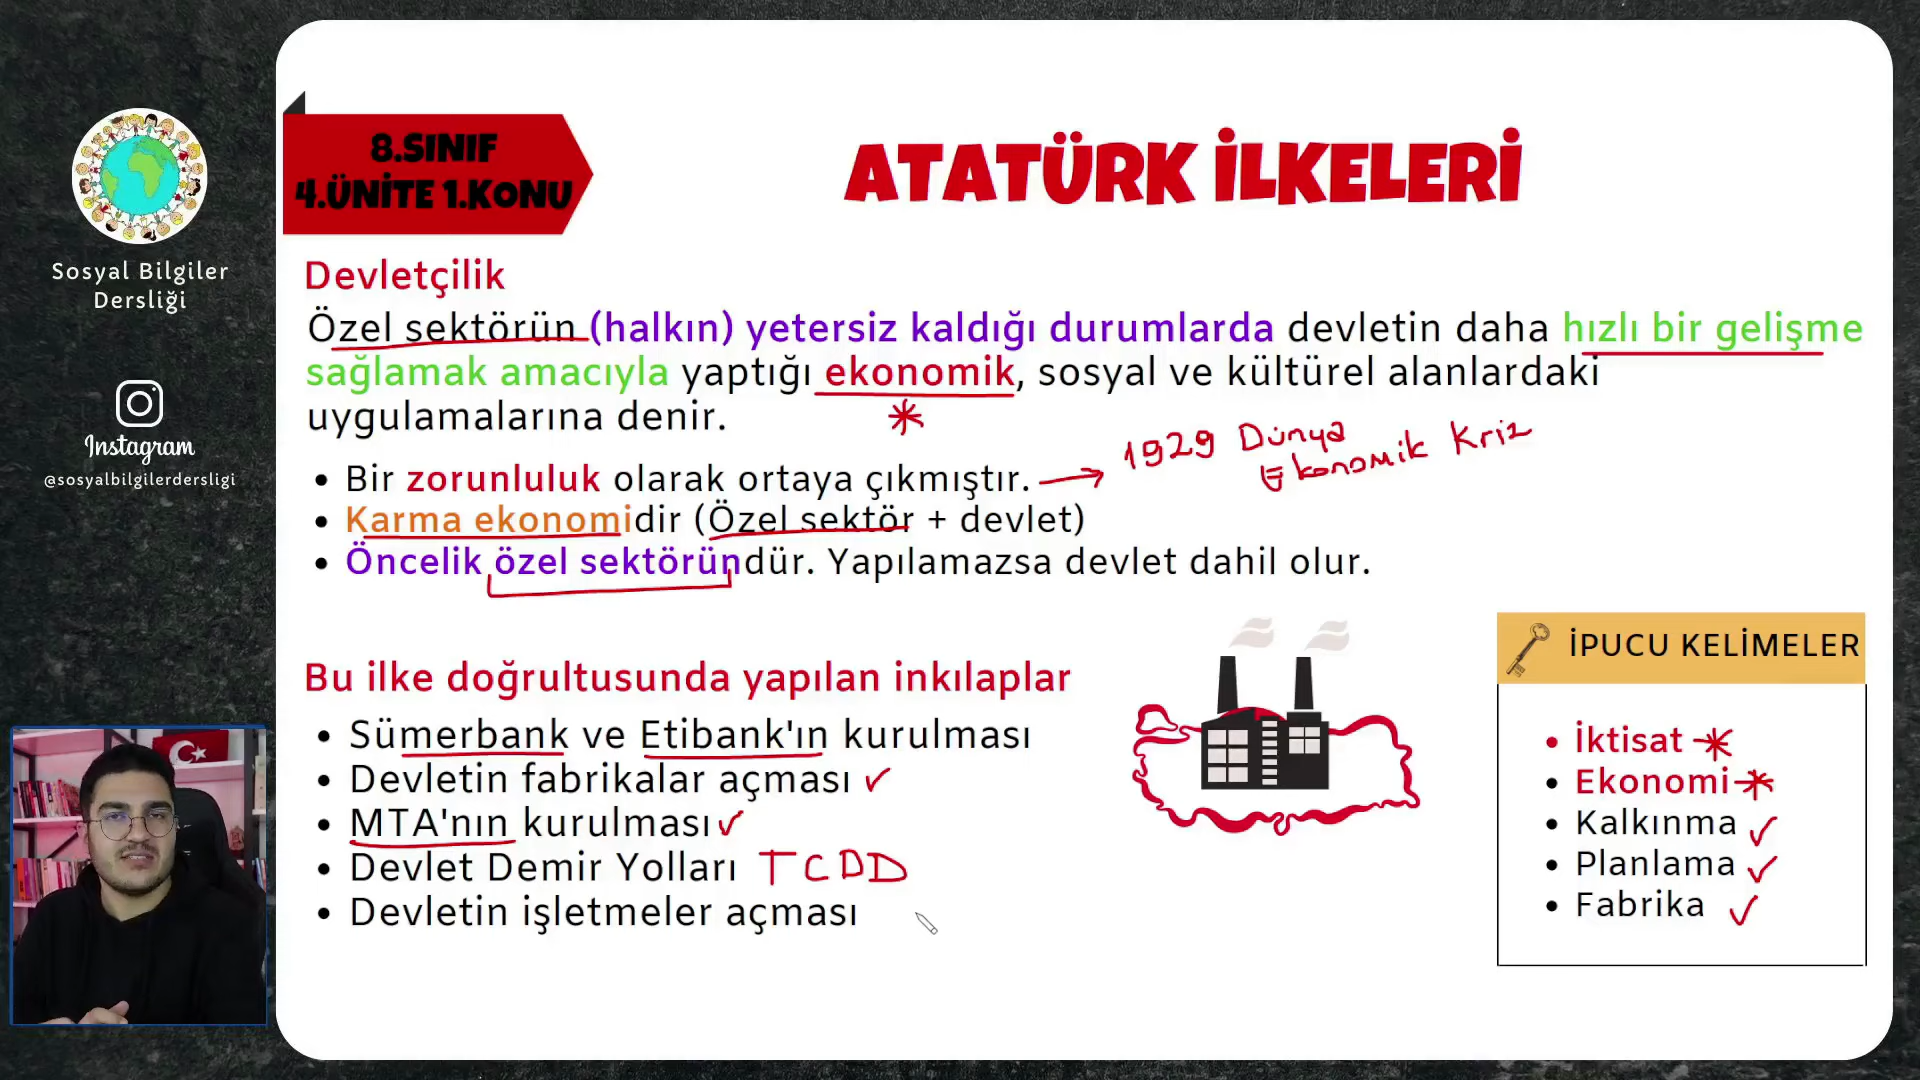 8.SINIF
4.ÜNİTE 1.KONU
ATATÜRK İLKELERİ
Sosyal Bilgiler
Dersliği
Instagram
@sosyalbilgilerdersligi
Devletçilik
Özel sektörün (halkın) yetersiz kaldığı durumlarda devletin daha hızlı bir gelişme
sağlamak amacıyla yaptığı ekonomik, sosyal ve kültürel alanlardaki
uygulamalarına denir.
1929 Dünya
Ekonomik Kriz
• Bir zorunluluk olarak ortaya çıkmıştır.
• Karma ekonomidir (Özel sektör + devlet)
• Öncelik özel sektöründür. Yapılamazsa devlet dahil olur.
Bu ilke doğrultusunda yapılan inkılaplar
• Sümerbank ve Etibank'ın kurulması
• Devletin fabrikalar açması
• MTA'nın kurulması
• Devlet Demir Yolları TCDD
• Devletin işletmeler açması
İPUCU KELİMELER
• İktisat
• Ekonomi
• Kalkınma
• Planlama
• Fabrika